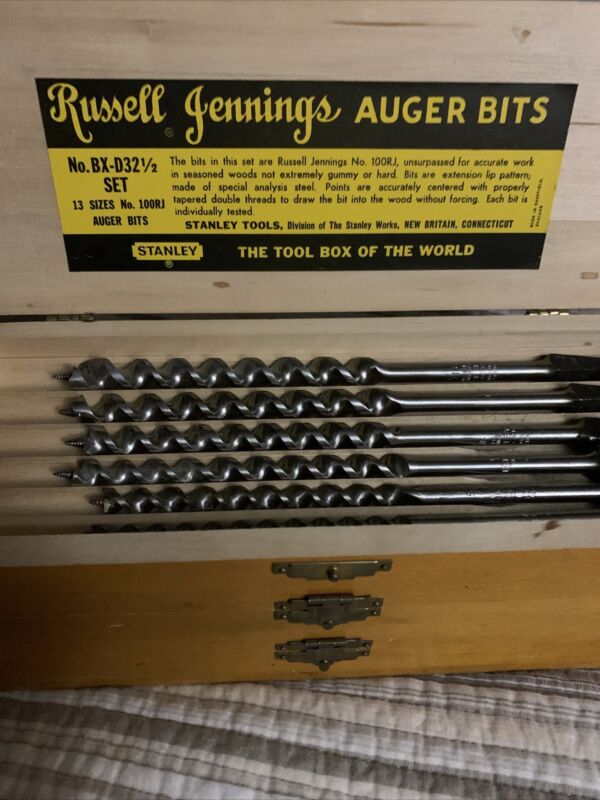 Russell Jennings AUGER BITS
®
No. BX-D32½
SET
13 SIZES No. 100RJ
AUGER BITS
The bits in this set are Russell Jennings No. 100RJ, unsurpassed for accurate work
in seasoned woods not extremely gummy or hard. Bits are extension lip pattern;
made of special analysis steel. Points are accurately centered with properly
tapered double threads to draw the bit into the wood without forcing. Each bit is
individually tested.
STANLEY TOOLS, Division of The Stanley Works, NEW BRITAIN, CONNECTICUT
MADE IN SHEFFIELD, ENGLAND
STANLEY
®
THE TOOL BOX OF THE WORLD